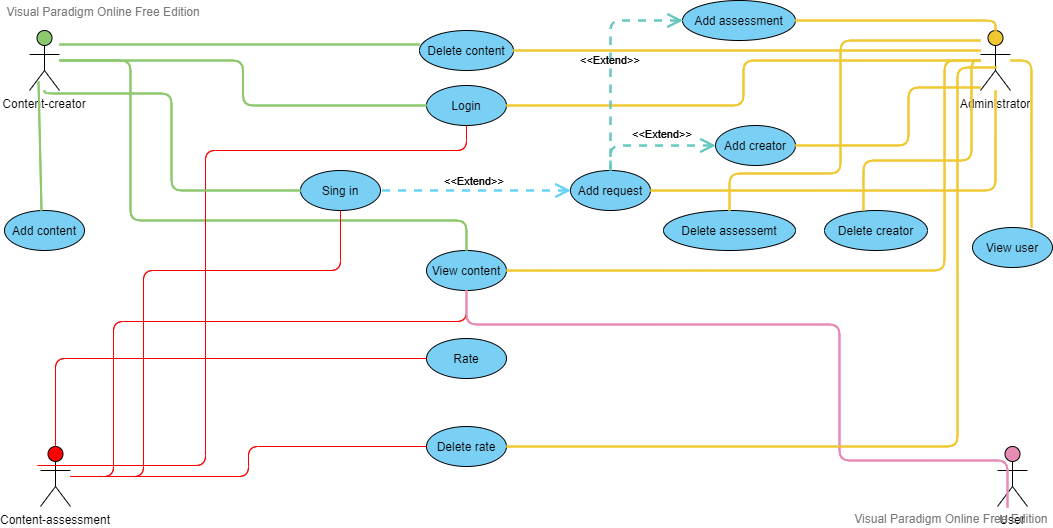 Visual Paradigm Online Free Edition
Add assessment
Delete content
<<Extend>>
Content-creator
Login
Administrator
<<Extend>>
Add creator
Sing in
<<Extend>>
Add request
Add content
Delete assessemt
Delete creator
View user
View content
Rate
Delete rate
Content-assessment
User
Visual Paradigm Online Free Edition